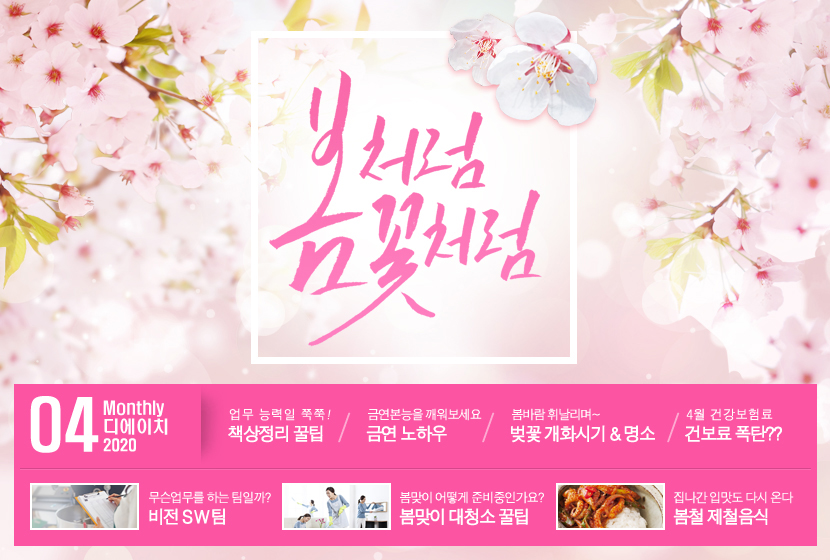 봄처럼
봄꽃처럼
04
Monthly
디에이치
2020
업무 능력일 쭉쭉!
책상정리 꿀팁
금연본능을 깨워보세요
금연 노하우
봄바람 휘날리며~
벚꽃 개화시기 & 명소
4월 건강보험료
건보료 폭탄??
무슨업무를 하는 팀일까?
비전 SW팀
봄맞이 어떻게 준비중인가요?
봄맞이 대청소 꿀팁
집나간 입맛도 다시 온다
봄철 제철음식